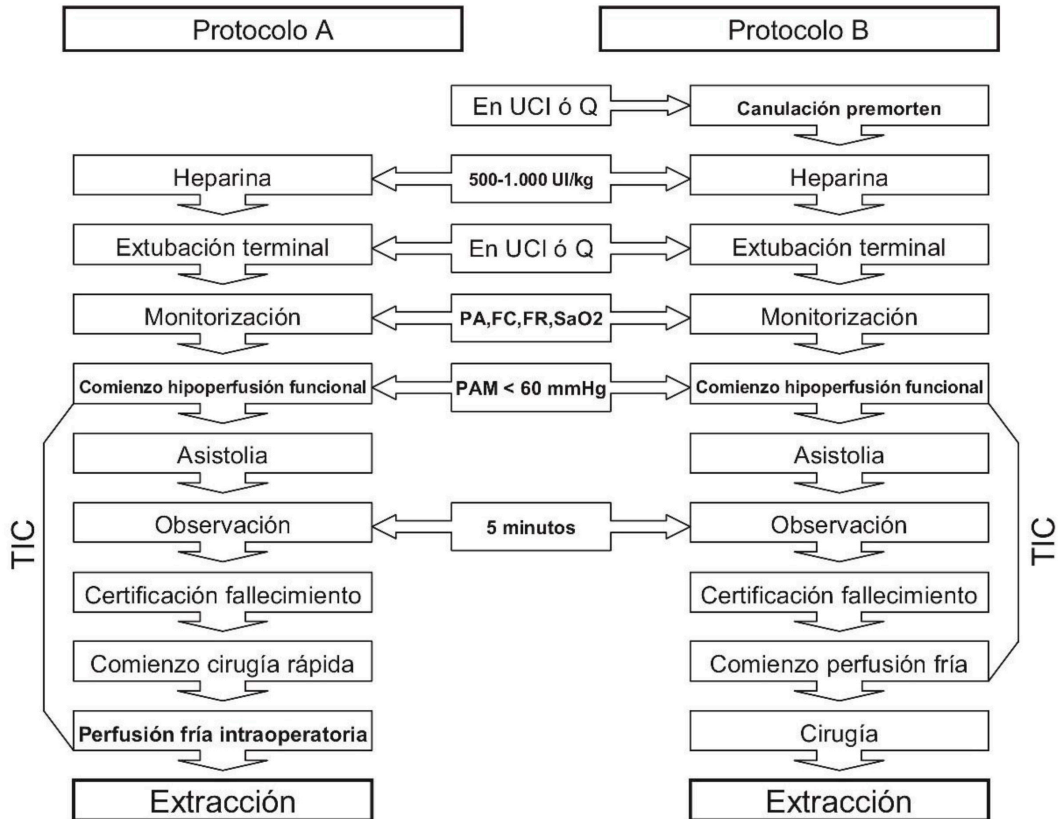 Protocolo A
Protocolo B
En UCI ó Q
Canulación premorten
Heparina
500-1.000 UI/kg
Heparina
Extubación terminal
En UCI ó Q
Extubación terminal
Monitorización
PA,FC,FR,SaO2
Monitorización
Comienzo hipoperfusión funcional
PAM < 60 mmHg
Comienzo hipoperfusión funcional
Asistolia
Asistolia
Observación
5 minutos
Observación
TIC
TIC
Certificación fallecimiento
Certificación fallecimiento
Comienzo cirugía rápida
Comienzo perfusión fría
Perfusión fría intraoperatoria
Cirugía
Extracción
Extracción